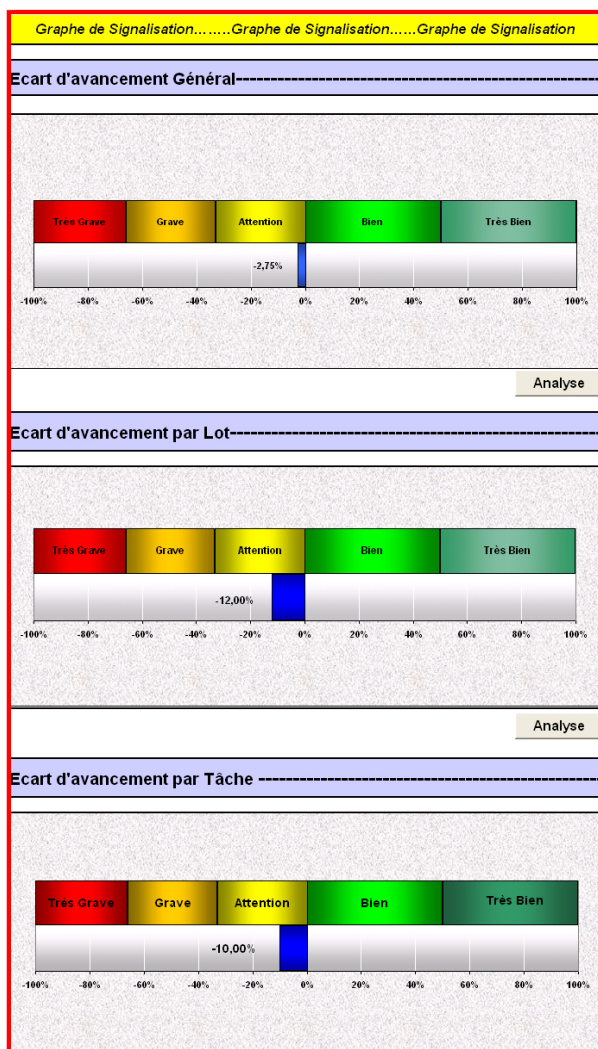 Graphe de Signalisation……..Graphe de Signalisation……Graphe de Signalisation
Ecart d'avancement Général-----------------------------------------------------
Très Grave Grave Attention Bien Très Bien
-2,75%
-100% -80% -60% -40% -20% 0% 20% 40% 60% 80% 100%
Analyse
Ecart d'avancement par Lot------------------------------------------------------
Très Grave Grave Attention Bien Très Bien
-12,00%
-100% -80% -60% -40% -20% 0% 20% 40% 60% 80% 100%
Analyse
Ecart d'avancement par Tâche -------------------------------------------------
Très Grave Grave Attention Bien Très Bien
-10,00%
-100% -80% -60% -40% -20% 0% 20% 40% 60% 80% 100%